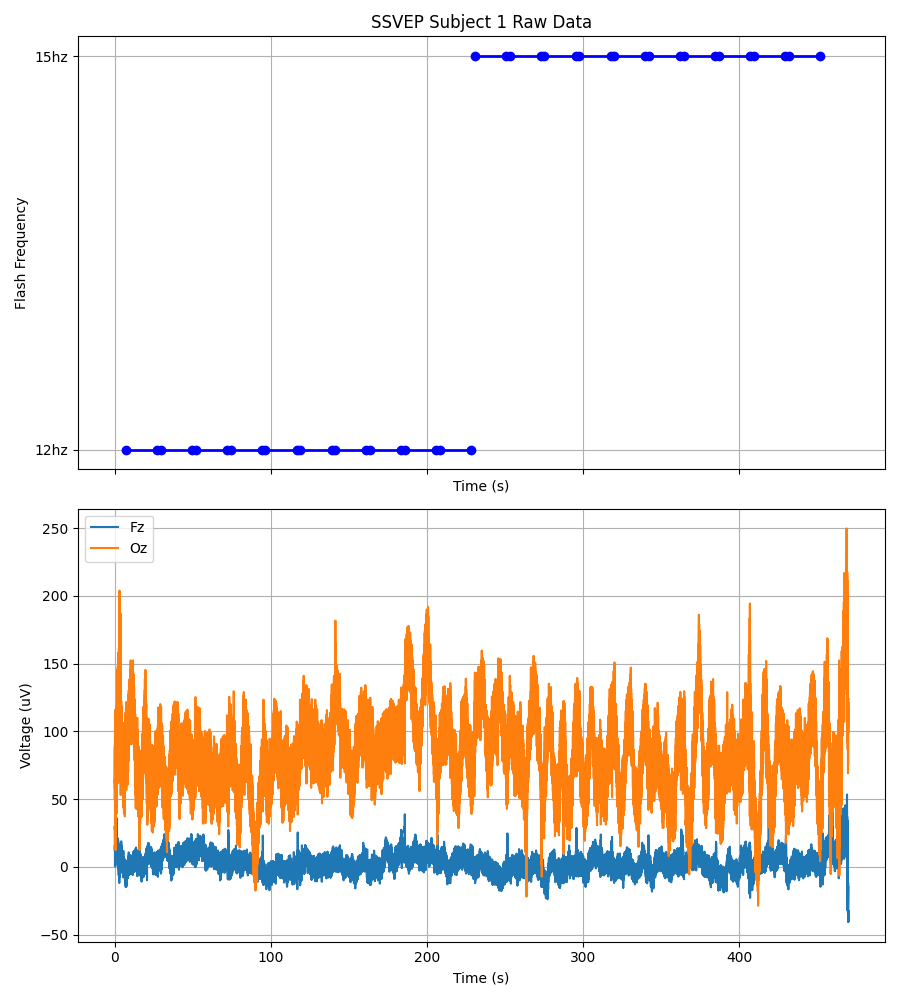 SSVEP Subject 1 Raw Data
15hz
Flash Frequency
12hz
Time (s)
Fz
Oz
250
200
150
100
50
0
−50
Voltage (uV)
0 100 200 300 400
Time (s)